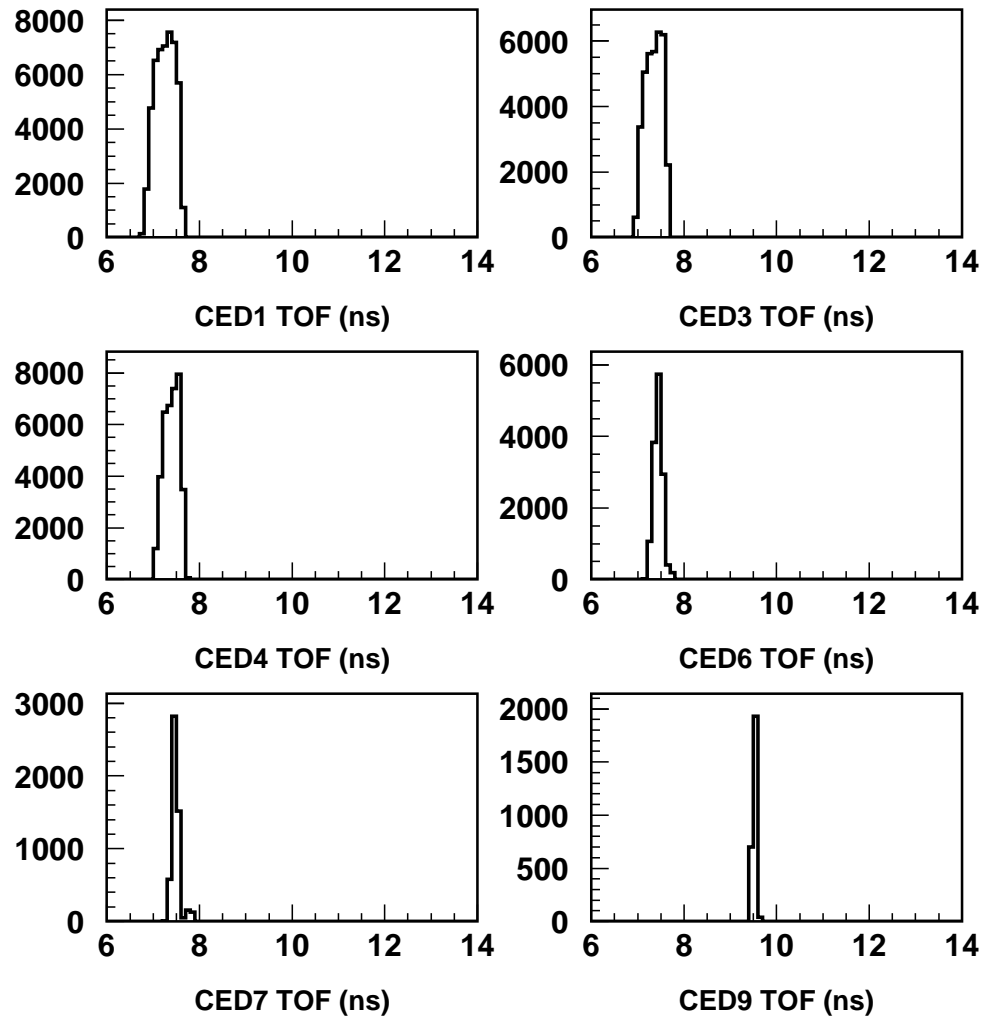 8000
6000
4000
2000
0
6 8 10 12 14
CED1 TOF (ns)
6000
4000
2000
0
6 8 10 12 14
CED3 TOF (ns)
8000
6000
4000
2000
0
6 8 10 12 14
CED4 TOF (ns)
6000
4000
2000
0
6 8 10 12 14
CED6 TOF (ns)
3000
2000
1000
0
6 8 10 12 14
CED7 TOF (ns)
2000
1500
1000
500
0
6 8 10 12 14
CED9 TOF (ns)